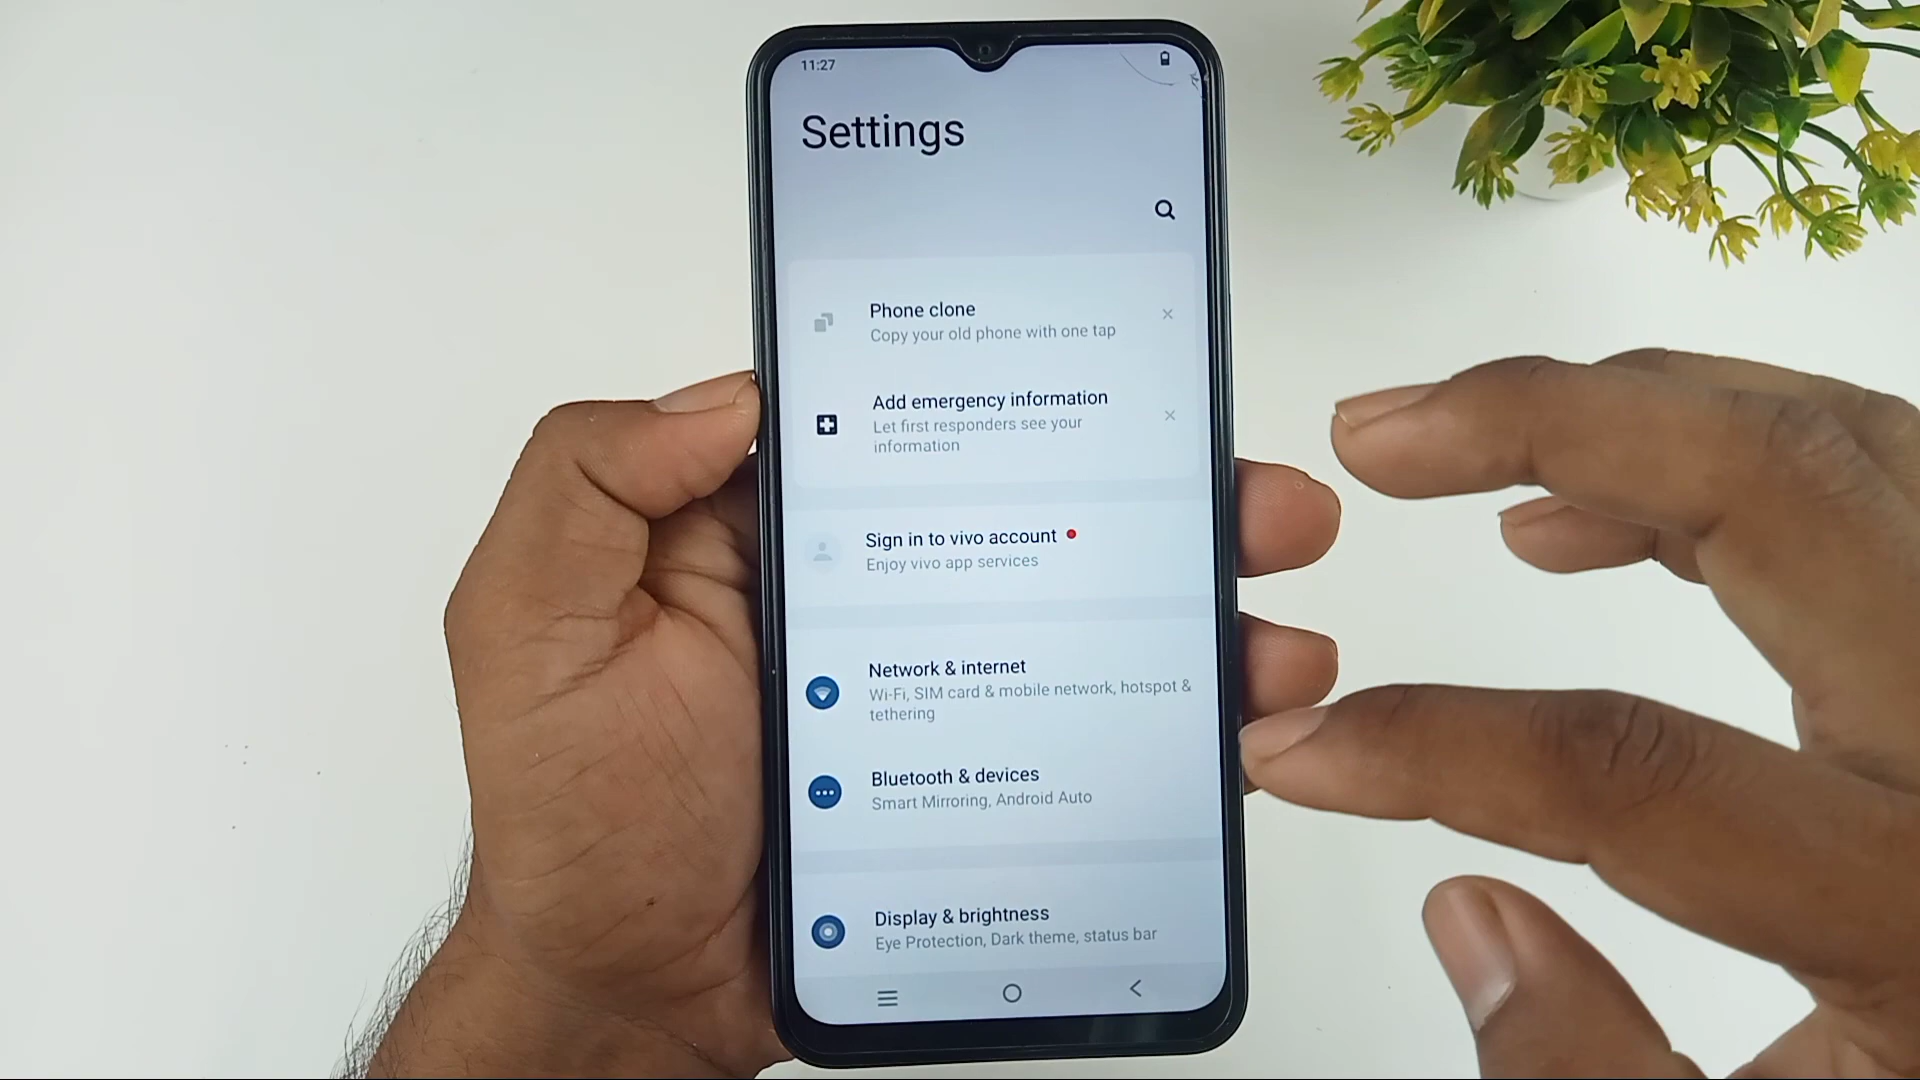 11:27
Settings
Phone clone
Copy your old phone with one tap
Add emergency information
Let first responders see your
information
Sign in to vivo account
Enjoy vivo app services
Network & internet
Wi-Fi, SIM card & mobile network, hotspot &
tethering
Bluetooth & devices
Smart Mirroring, Android Auto
Display & brightness
Eye Protection, Dark theme, status bar